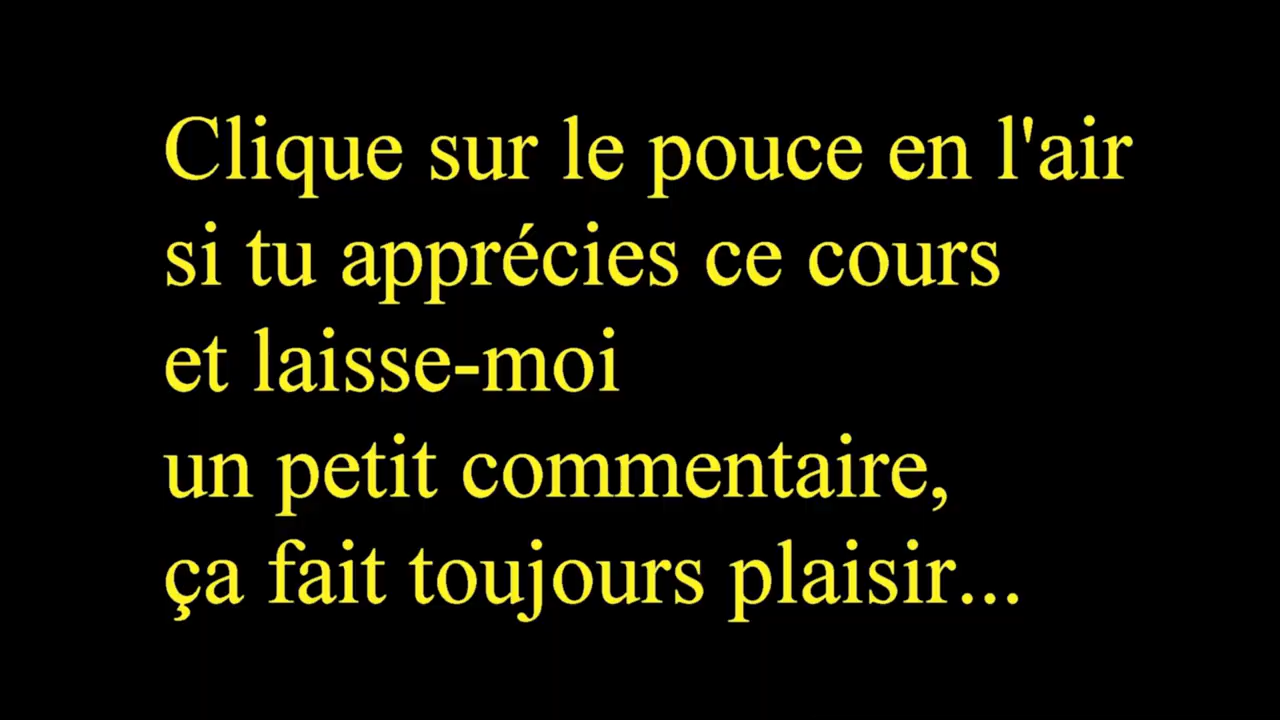 Clique sur le pouce en l'air
si tu apprécies ce cours
et laisse-moi
un petit commentaire,
ça fait toujours plaisir...